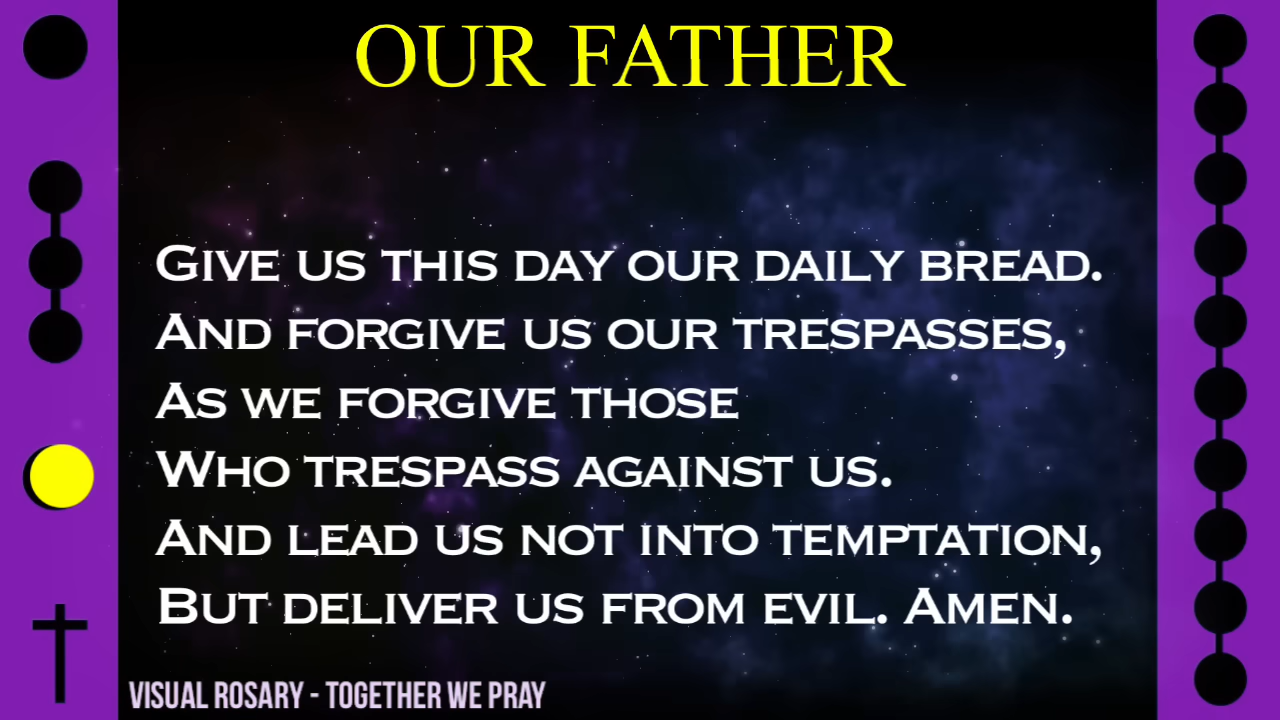 OUR FATHER
Give us this day our daily bread.
And forgive us our trespasses,
As we forgive those
Who trespass against us.
And lead us not into temptation,
But deliver us from evil. Amen.
VISUAL ROSARY - TOGETHER WE PRAY